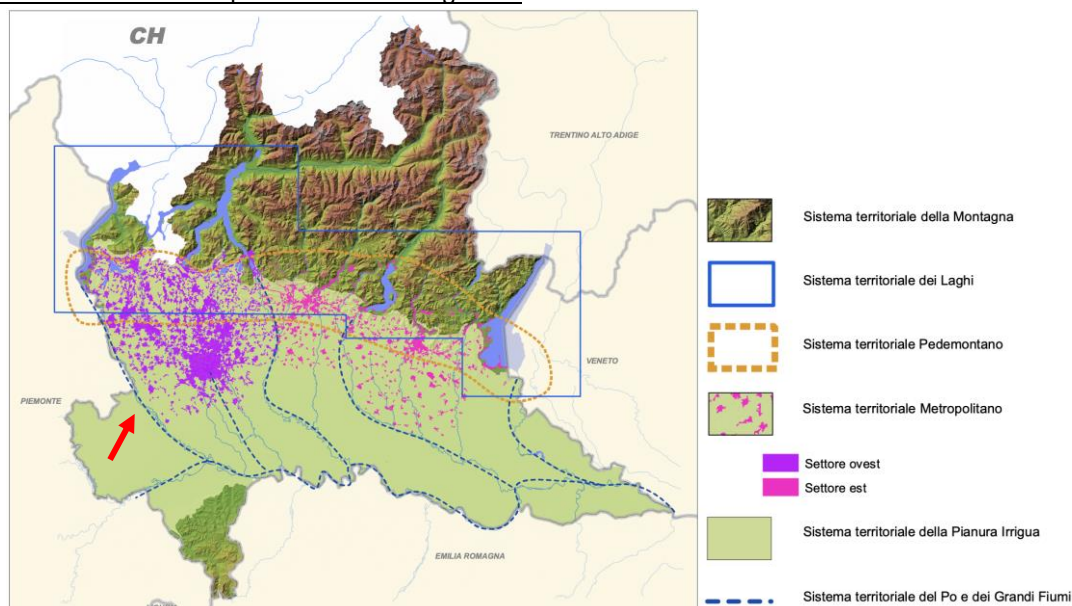 CH
TRENTINO ALTO ADIGE
VENETO
PIEMONTE
EMILIA ROMAGNA
Sistema territoriale della Montagna
Sistema territoriale dei Laghi
Sistema territoriale Pedemontano
Sistema territoriale Metropolitano
Settore ovest
Settore est
Sistema territoriale della Pianura Irrigua
Sistema territoriale del Po e dei Grandi Fiumi